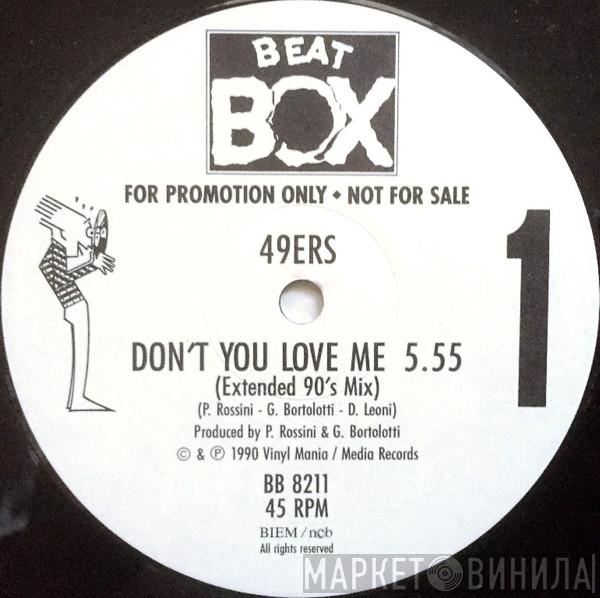 BEAT
BOX
FOR PROMOTION ONLY • NOT FOR SALE
49ERS
1
DON'T YOU LOVE ME 5.55
(Extended 90's Mix)
(P. Rossini - G. Bortolotti - D. Leoni)
Produced by P. Rossini & G. Bortolotti
© & ℗ 1990 Vinyl Mania / Media Records
BB 8211
45 RPM
BIEM / ncb
All rights reserved
МАРКЕТ ВИНИЛА